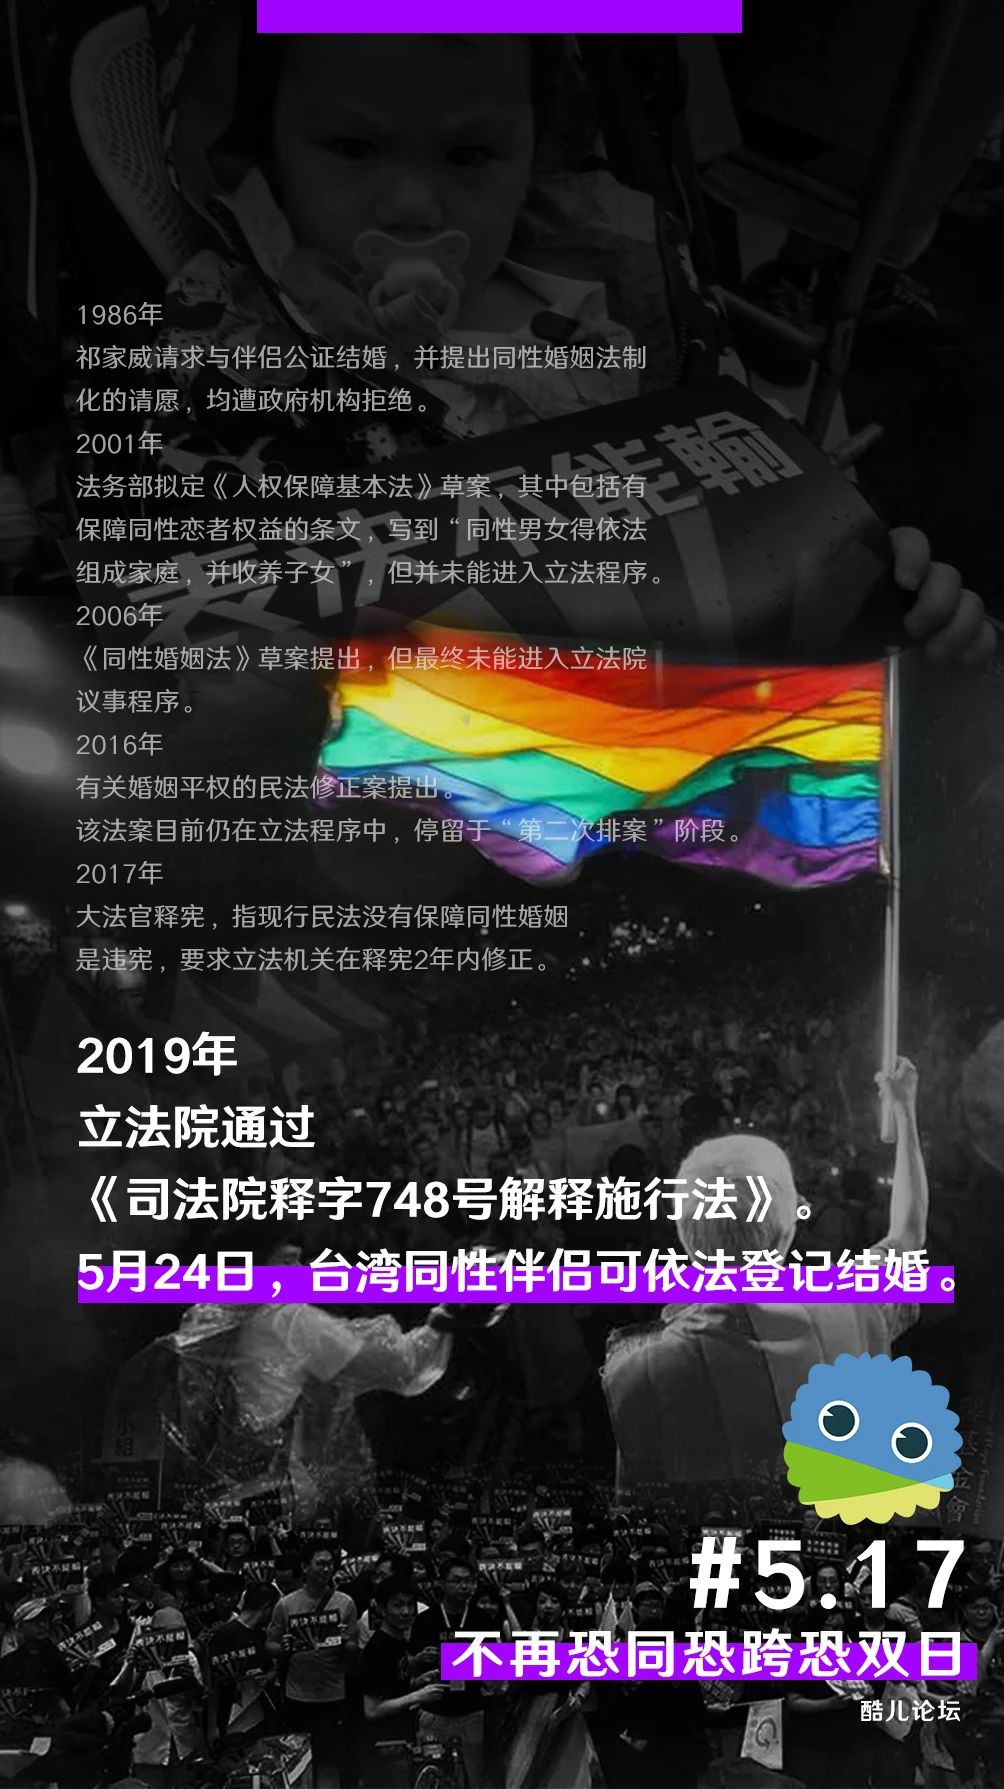 1986年
祁家威请求与伴侣公证结婚，并提出同性婚姻法制
化的请愿，均遭政府机构拒绝。
2001年
法务部拟定《人权保障基本法》草案，其中包括有
保障同性恋者权益的条文，写到“同性男女得依法
组成家庭，并收养子女”，但并未能进入立法程序。
2006年
《同性婚姻法》草案提出，但最终未能进入立法院
议事程序。
2016年
有关婚姻平权的民法修正案提出。
该法案目前仍在立法程序中，停留于“第二次排案”阶段。
2017年
大法官释宪，指现行民法没有保障同性婚姻
是违宪，要求立法机关在释宪2年内修正。
表決不能輸
2019年
立法院通过
《司法院释字748号解释施行法》。
5月24日，台湾同性伴侣可依法登记结婚。
#5.17
不再恐同恐跨恐双日
酷儿论坛
表決不能輸